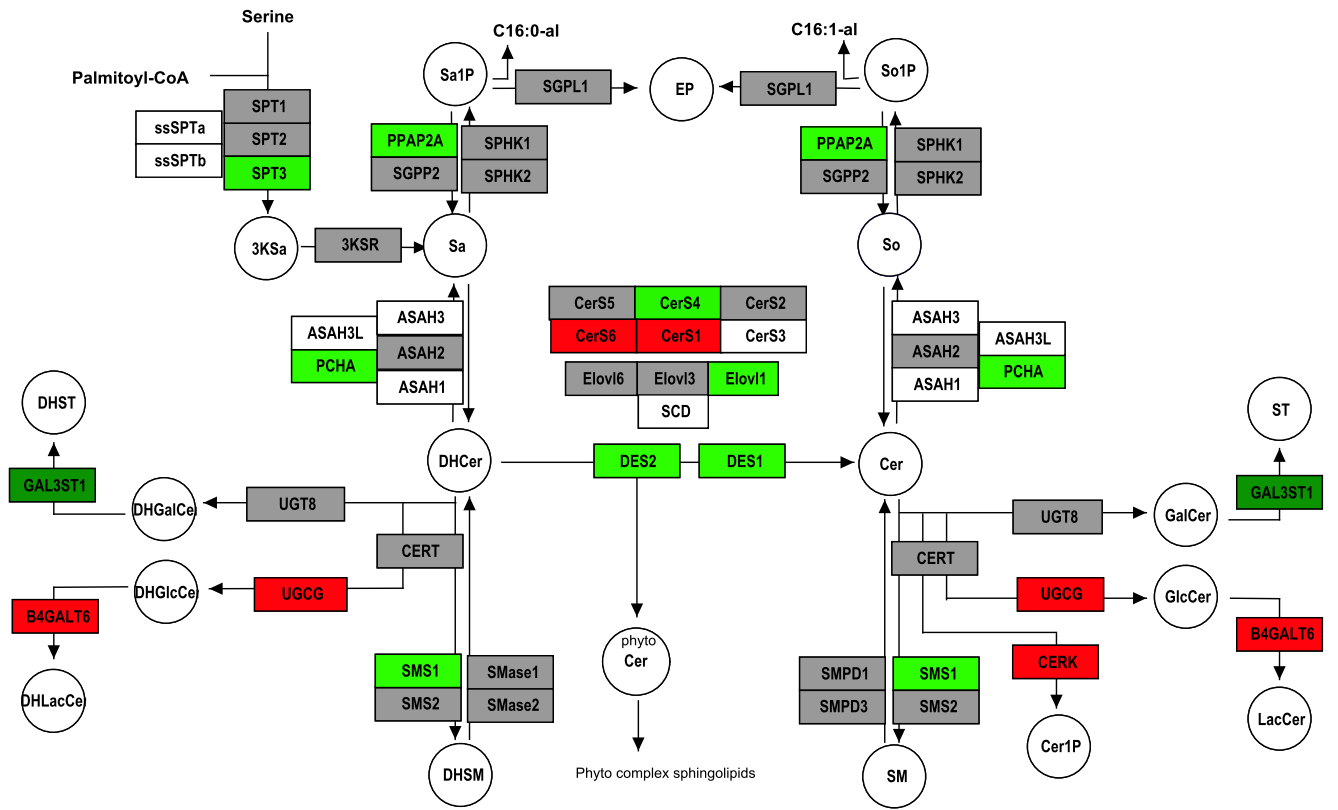 Serine
C16:0-al
C16:1-al
Palmitoyl-CoA
Sa1P
SGPL1
EP
SGPL1
So1P
SPT1
ssSPTa
SPT2
ssSPTb
SPT3
PPAP2A
SPHK1
SGPP2
SPHK2
PPAP2A
SPHK1
SGPP2
SPHK2
3KSa
3KSR
Sa
So
CerS5
CerS4
CerS2
CerS6
CerS1
CerS3
ASAH3
ASAH3L
ASAH2
PCHA
ASAH1
ASAH3
ASAH3L
ASAH2
PCHA
ASAH1
Elovl6
Elovl3
Elovl1
SCD
DHST
ST
DHCer
DES2
DES1
Cer
GAL3ST1
DHGalCe
UGT8
UGT8
GalCer
GAL3ST1
CERT
CERT
B4GALT6
DHGlcCer
UGCG
UGCG
GlcCer
B4GALT6
phyto
Cer
CERK
SMS1
SMase1
SMS2
SMase2
SMPD1
SMS1
SMPD3
SMS2
DHLacCe
LacCer
Cer1P
DHSM
Phyto complex sphingolipids
SM